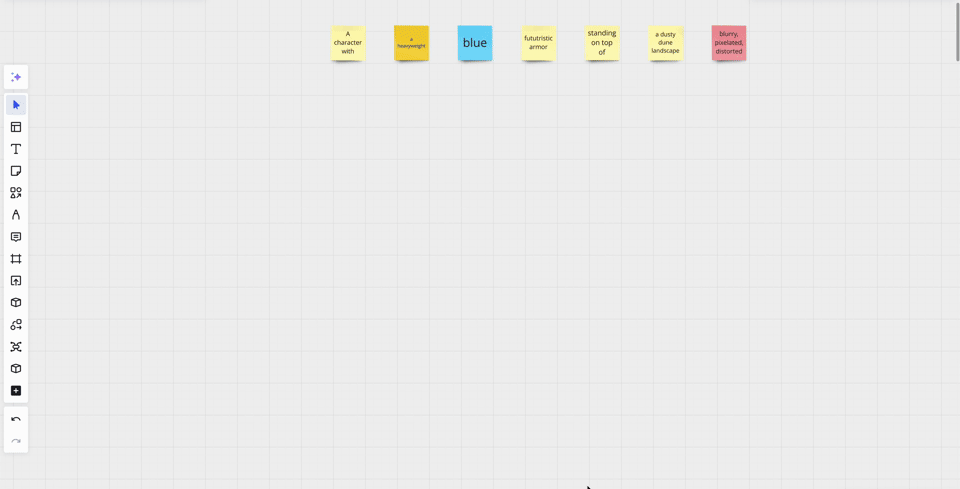 A
character
with
a
heavyweight
blue
fututristic
armor
standing
on top
of
a dusty
dune
landscape
blurry,
pixelated,
distorted